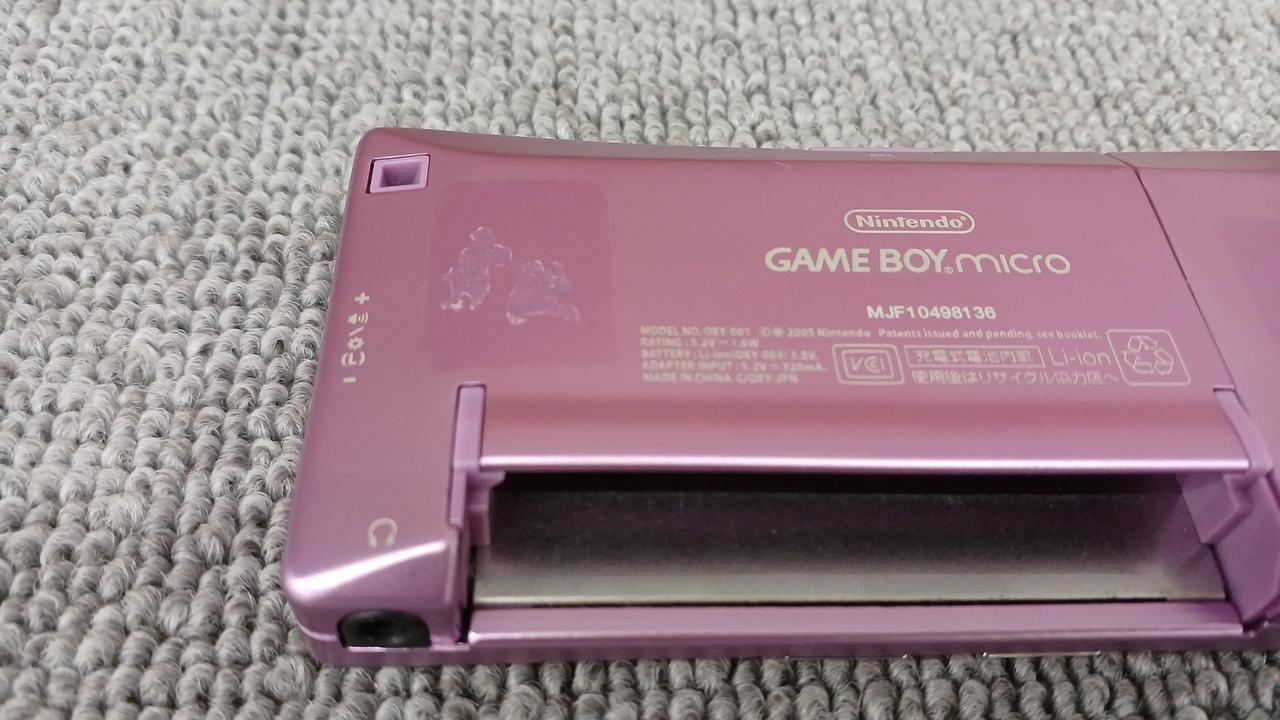 Nintendo®
GAME BOY® micro
MJF10498136
MODEL NO. OXY-001 ©® 2005 Nintendo Patents issued and pending, see booklet.
RATING : 5.2V ⎓ 1.6W
BATTERY : Li-ion(OXY-003) 3.8V,
ADAPTER INPUT : 5.2V ⎓ 320mA,
MADE IN CHINA C/OXY-JPN
VCI
充電式電池内蔵 Li-ion
使用後はリサイクル協力店へ